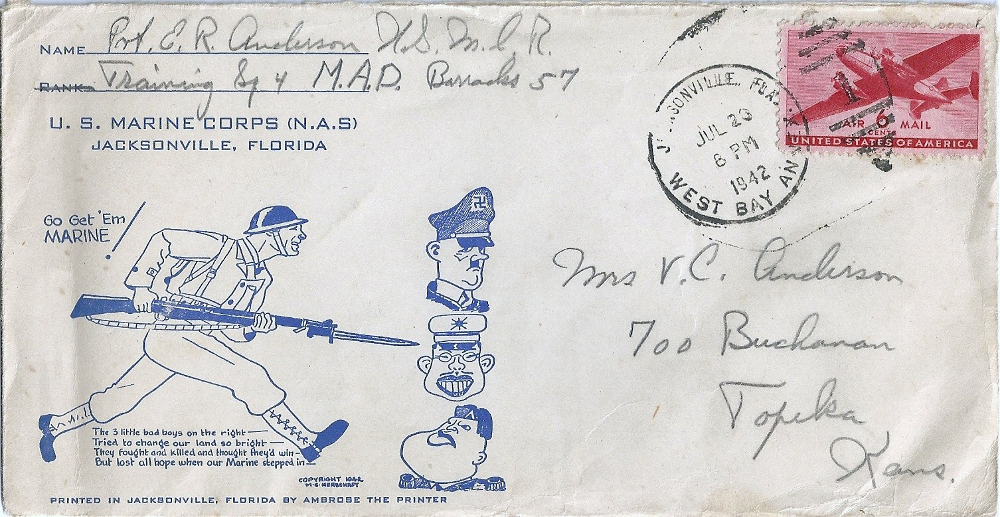 NAME Pvt. E. R. Anderson U.S.M.C.R.
RANK Training Sq 4 M.A.D. Barracks 57
U. S. MARINE CORPS (N.A.S)
JACKSONVILLE, FLORIDA
JACKSONVILLE, FLA.
JUL 23
8 PM
1942
WEST BAY ANNEX
1
AIR 6 MAIL
CENTS
UNITED STATES OF AMERICA
Go Get 'Em
MARINE!
Mrs V. C. Anderson
700 Buchanan
Topeka
Kans.
The 3 little bad boys on the right—
Tried to change our land so bright—
They fought and killed and thought they'd win—
But lost all hope when our Marine stepped in—
COPYRIGHT 1942
PRINTED IN JACKSONVILLE, FLORIDA BY AMBROSE THE PRINTER